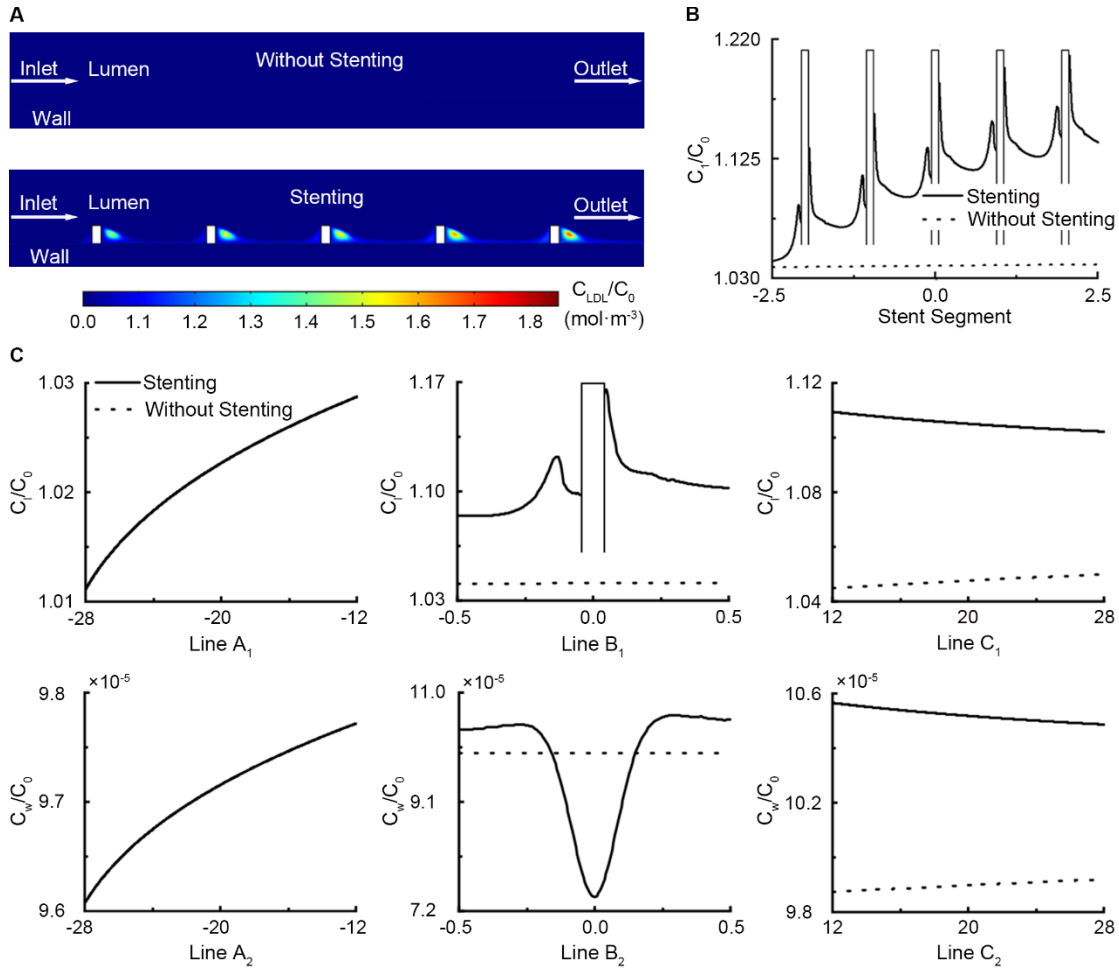 A
Without Stenting
Inlet
Lumen
Outlet
Wall
Stenting
Inlet
Lumen
Outlet
Wall
C_LDL/C_0
0.0 1.1 1.2 1.3 1.4 1.5 1.6 1.7 1.8 (mol·m⁻³)
B
1.220
1.125
1.030
C_1/C_0
Stenting
Without Stenting
-2.5 0.0 2.5
Stent Segment
C
1.03
1.02
1.01
C_l/C_0
Stenting
Without Stenting
-28 -20 -12
Line A_1
1.17
1.10
1.03
C_l/C_0
-0.5 0.0 0.5
Line B_1
1.12
1.08
1.04
C_l/C_0
12 20 28
Line C_1
×10⁻⁵
9.8
9.7
9.6
C_w/C_0
-28 -20 -12
Line A_2
×10⁻⁵
11.0
9.1
7.2
C_w/C_0
-0.5 0.0 0.5
Line B_2
×10⁻⁵
10.6
10.2
9.8
C_w/C_0
12 20 28
Line C_2